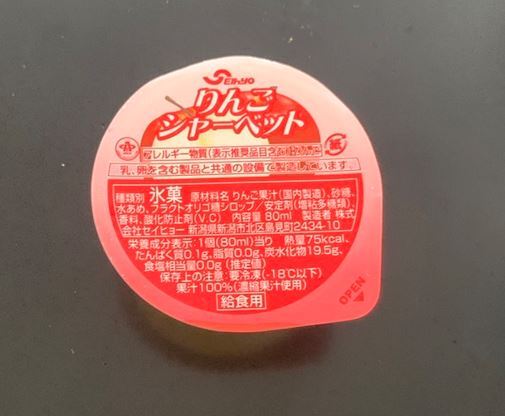 Seihyo
りんご
シャーベット
アレルギー物質(表示推奨品目含む):りんご
乳、卵を含む製品と共通の設備で製造しています。
種類別 氷菓 原材料名 りんご果汁(国内製造)、砂糖、
水あめ、フラクトオリゴ糖シロップ/安定剤(増粘多糖類)、
香料、酸化防止剤(V.C) 内容量 80ml 製造者 株式
会社セイヒョー 新潟県新潟市北区島見町2434-10
栄養成分表示:1個(80ml)当り 熱量75kcal、
たんぱく質0.1g、脂質0.0g、炭水化物19.5g、
食塩相当量0.0g (推定値)
保存上の注意:要冷凍(-18℃以下)
果汁100%(濃縮果汁使用)
給食用
OPEN